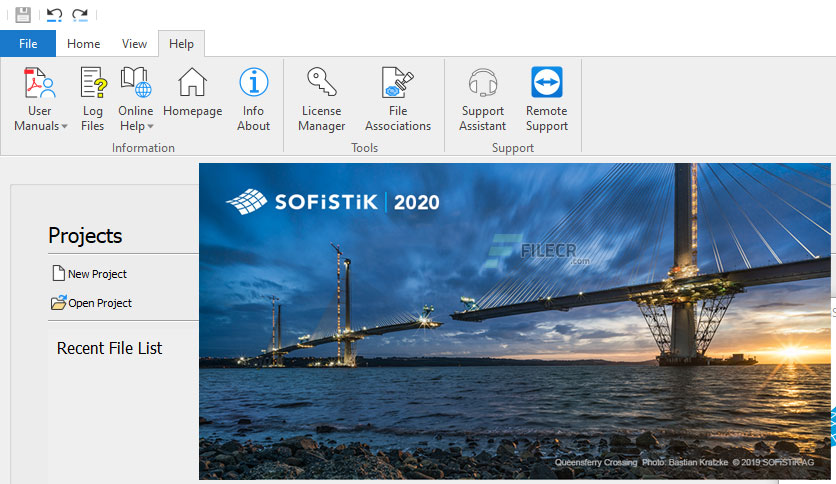 File Home View Help
User Manuals
Log Files
Online Help
Homepage
Info About
License Manager
File Associations
Support Assistant
Remote Support
Information
Tools
Support
SOFiSTiK | 2020
FILECR
.com
Projects
New Project
Open Project
Recent File List
Queensferry Crossing Photo: Bastian Kratzke © 2019 SOFiSTiK AG